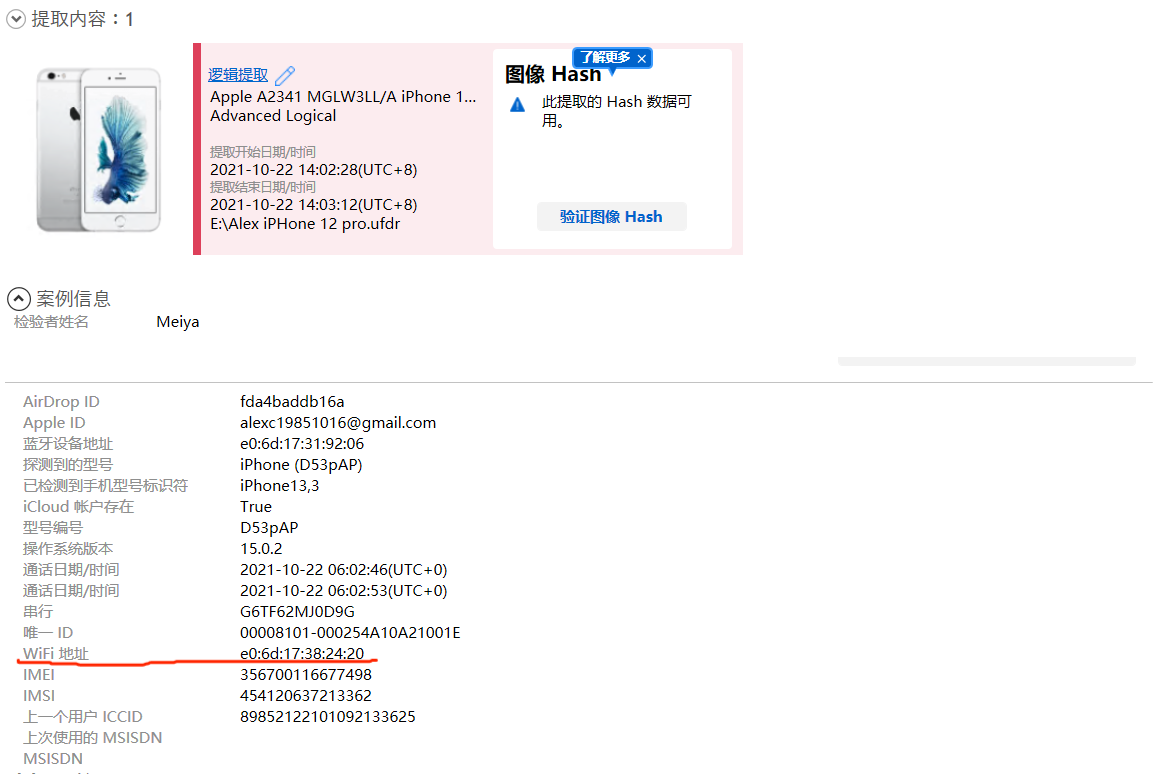 提取内容：1
逻辑提取
Apple A2341 MGLW3LL/A iPhone 1...
Advanced Logical
提取开始日期/时间
2021-10-22 14:02:28(UTC+8)
提取结束日期/时间
2021-10-22 14:03:12(UTC+8)
E:\Alex iPHone 12 pro.ufdr
了解更多 ×
图像 Hash
此提取的 Hash 数据可
用。
验证图像 Hash
案例信息
检验者姓名 Meiya
AirDrop ID fda4baddb16a
Apple ID alexc19851016@gmail.com
蓝牙设备地址 e0:6d:17:31:92:06
探测到的型号 iPhone (D53pAP)
已检测到手机型号标识符 iPhone13,3
iCloud 帐户存在 True
型号编号 D53pAP
操作系统版本 15.0.2
通话日期/时间 2021-10-22 06:02:46(UTC+0)
通话日期/时间 2021-10-22 06:02:53(UTC+0)
串行 G6TF62MJ0D9G
唯一 ID 00008101-000254A10A21001E
WiFi 地址 e0:6d:17:38:24:20
IMEI 356700116677498
IMSI 454120637213362
上一个用户 ICCID 89852122101092133625
上次使用的 MSISDN
MSISDN